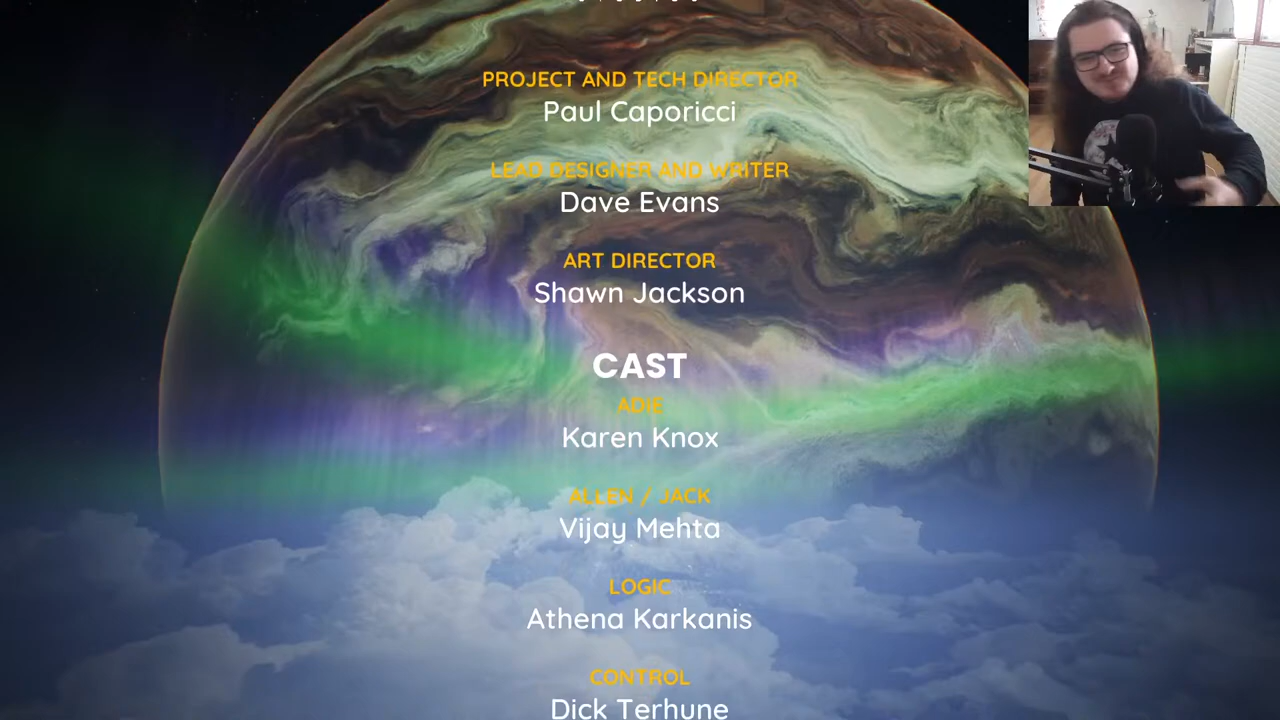 PROJECT AND TECH DIRECTOR
Paul Caporicci
LEAD DESIGNER AND WRITER
Dave Evans
ART DIRECTOR
Shawn Jackson
CAST
ADIE
Karen Knox
ALLEN / JACK
Vijay Mehta
LOGIC
Athena Karkanis
CONTROL
Dick Terhune